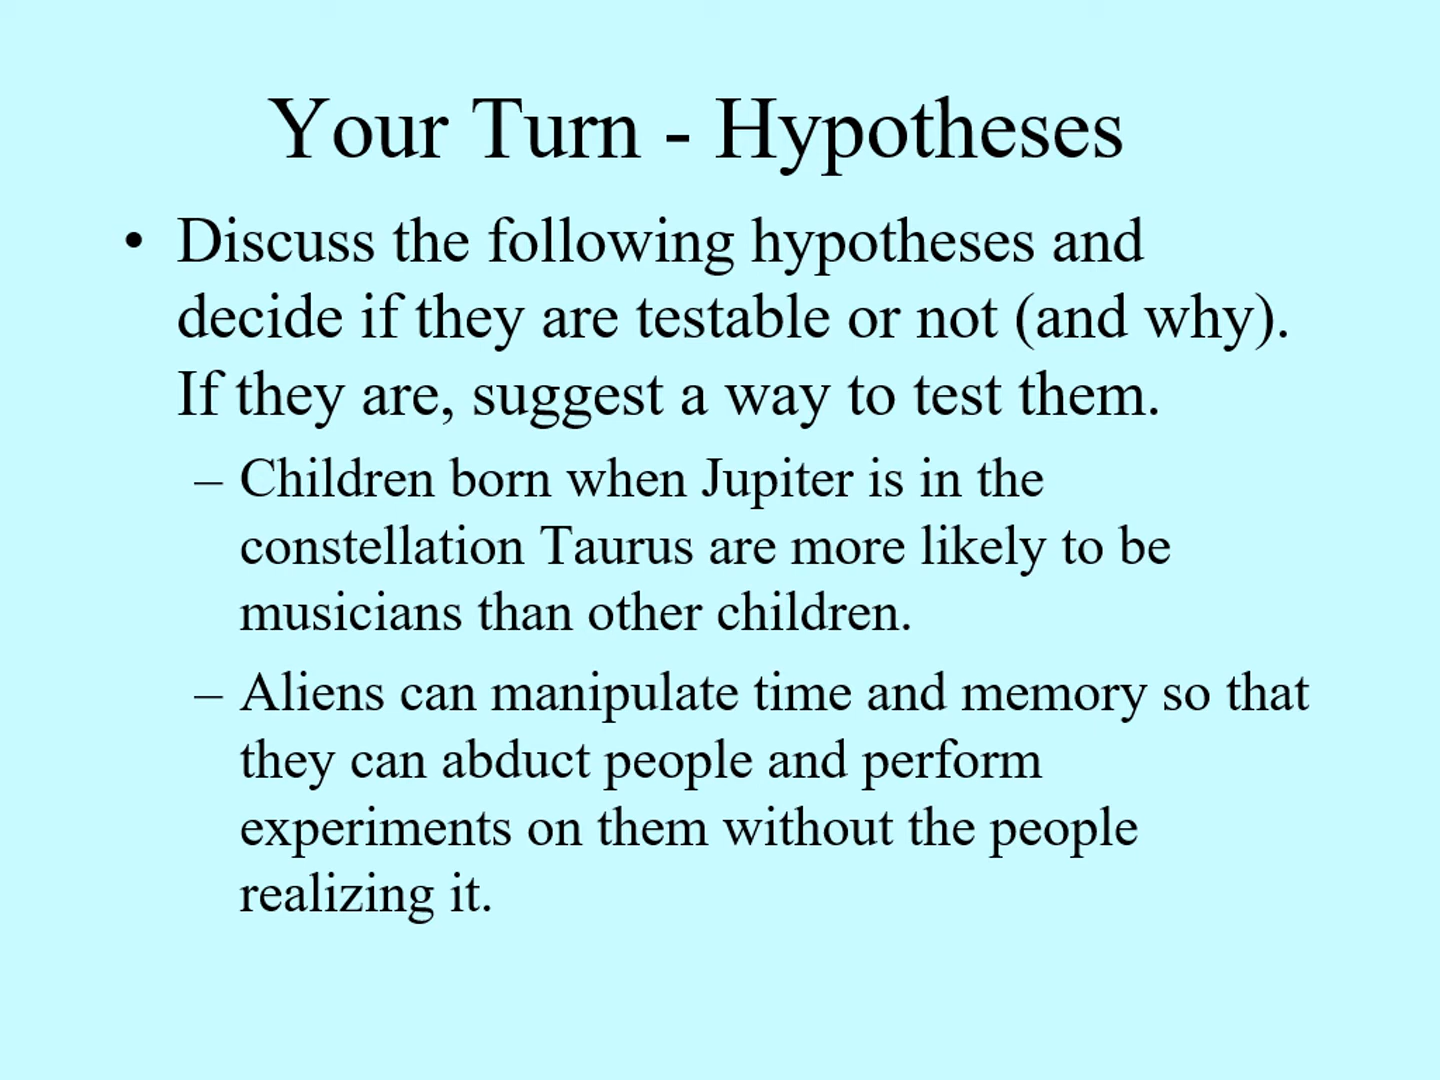 Your Turn - Hypotheses
• Discuss the following hypotheses and
decide if they are testable or not (and why).
If they are, suggest a way to test them.
– Children born when Jupiter is in the
constellation Taurus are more likely to be
musicians than other children.
– Aliens can manipulate time and memory so that
they can abduct people and perform
experiments on them without the people
realizing it.